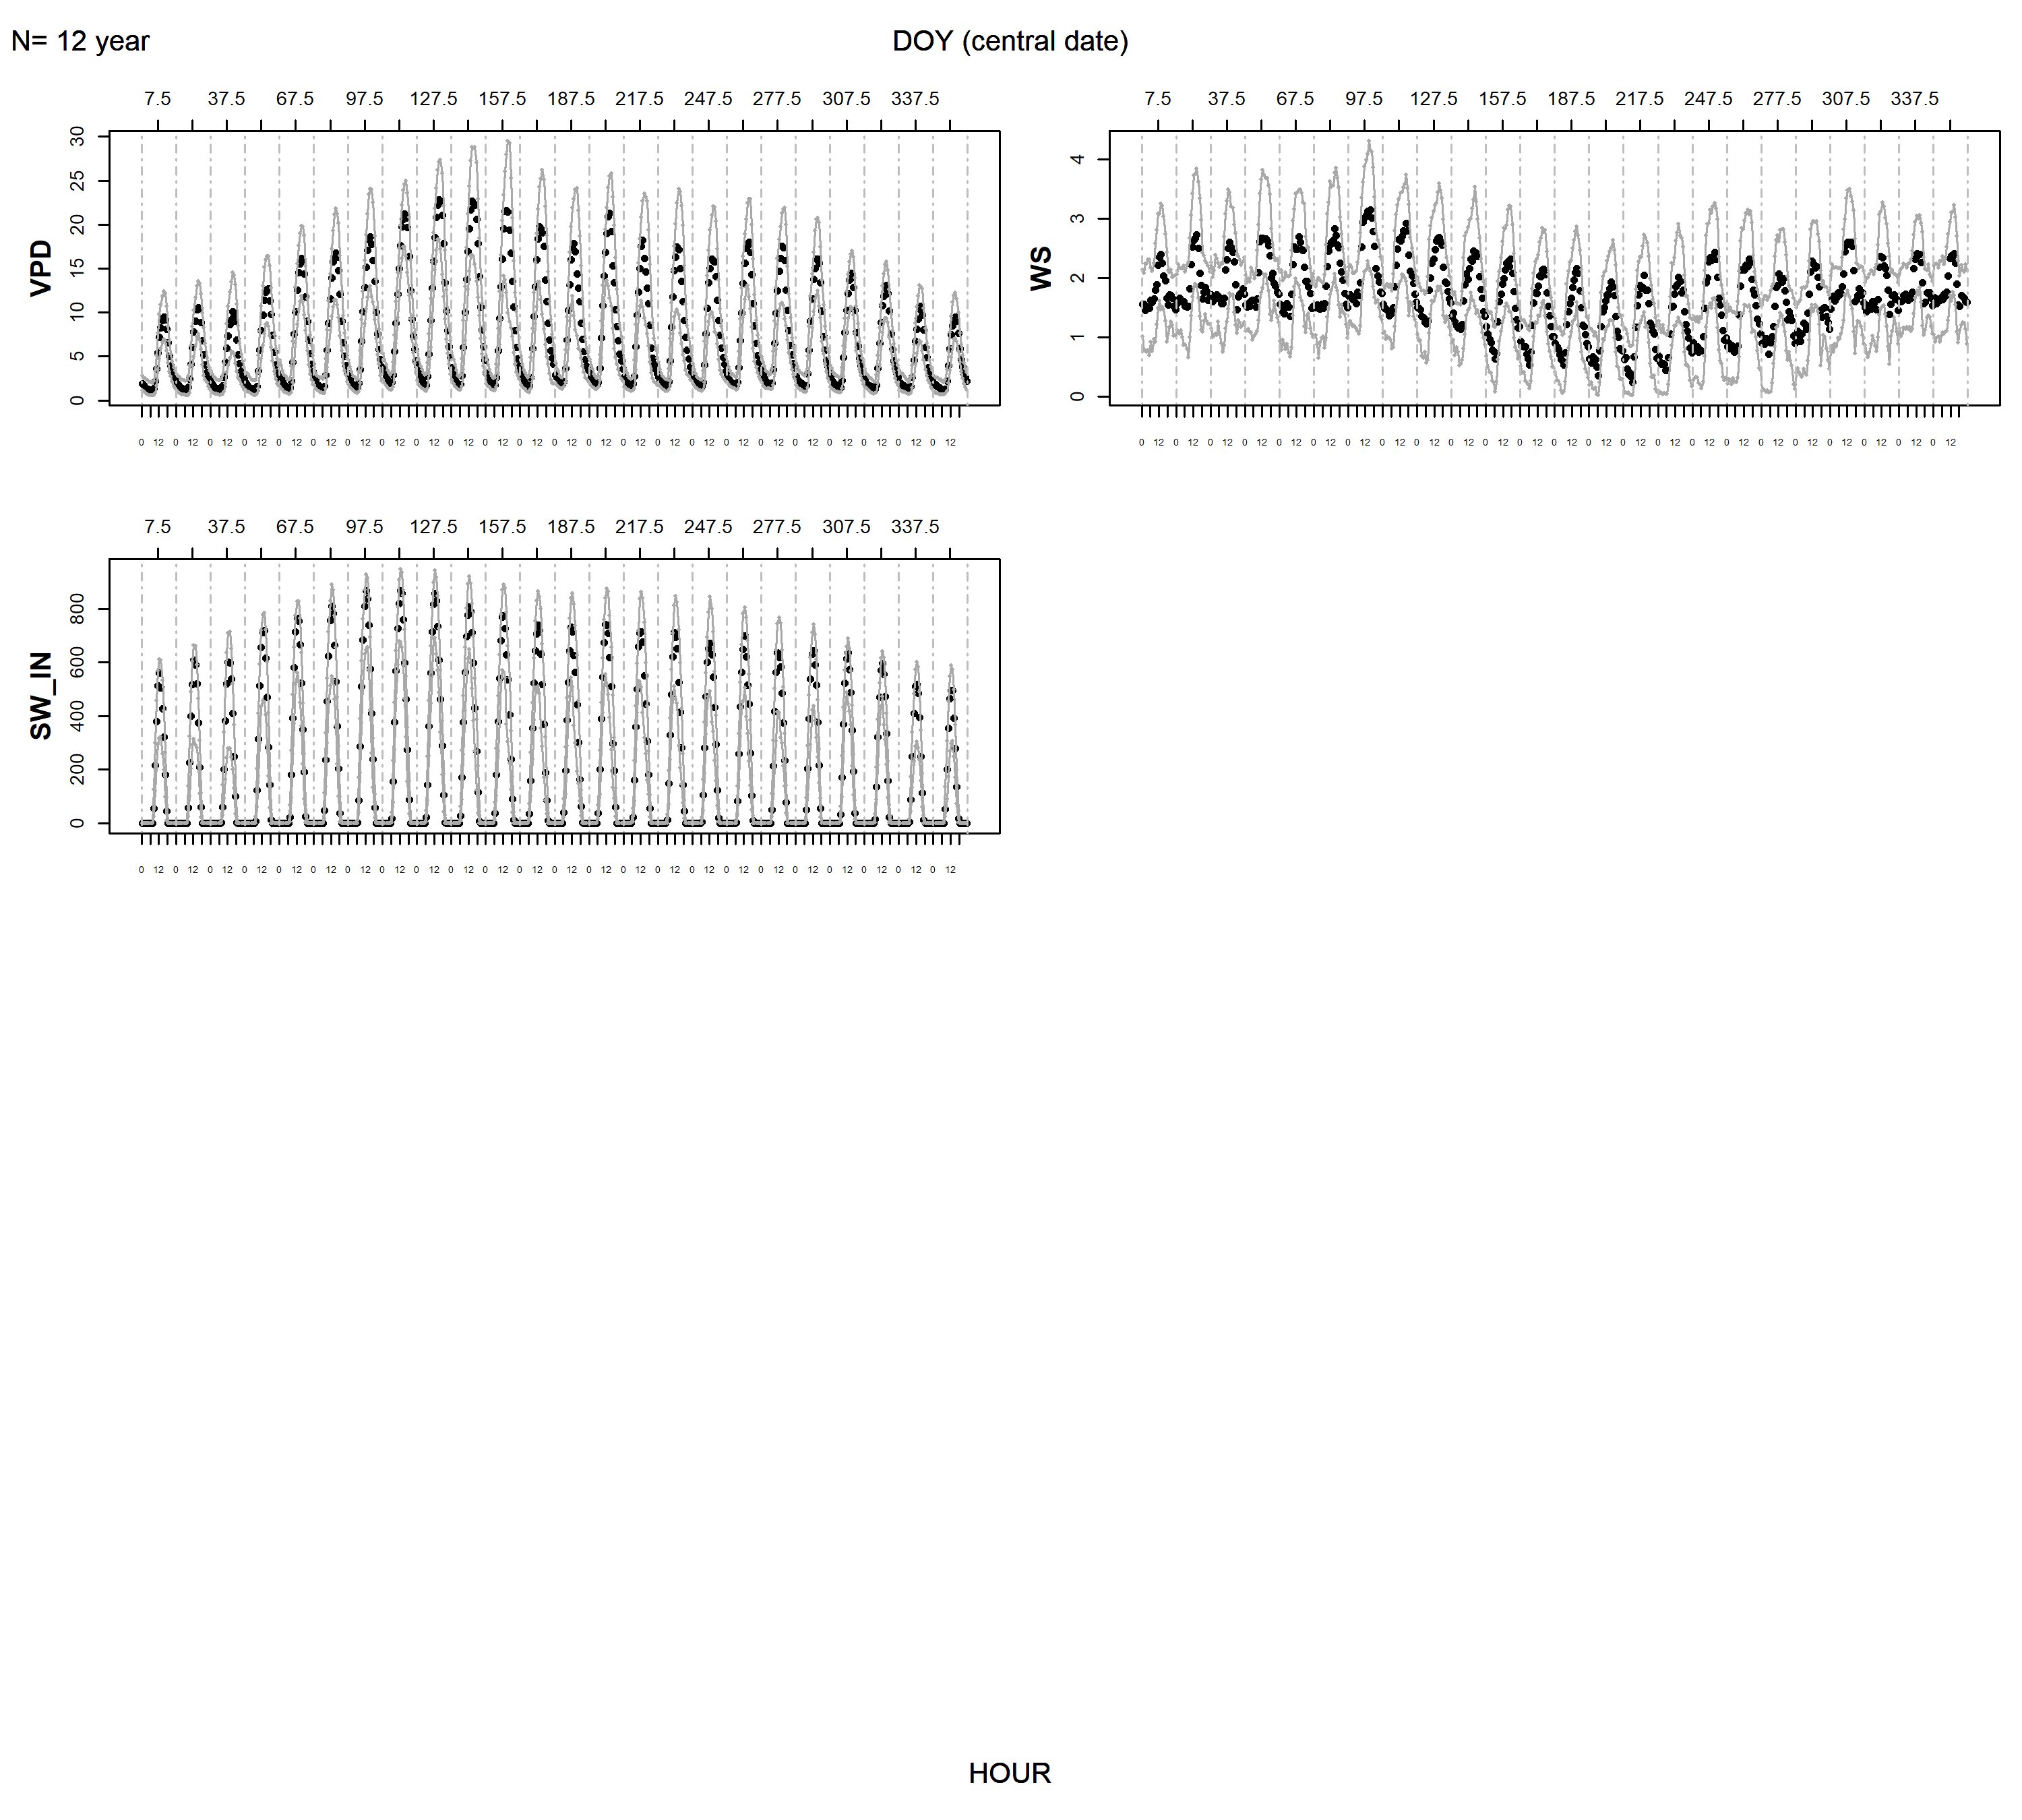 N= 12 year
DOY (central date)
7.5 37.5 67.5 97.5 127.5 157.5 187.5 217.5 247.5 277.5 307.5 337.5
VPD
30
25
20
15
10
5
0
0 12 0 12 0 12 0 12 0 12 0 12 0 12 0 12 0 12 0 12 0 12 0 12 0 12 0 12 0 12 0 12 0 12 0 12 0 12 0 12 0 12 0 12 0 12 0 12
7.5 37.5 67.5 97.5 127.5 157.5 187.5 217.5 247.5 277.5 307.5 337.5
WS
4
3
2
1
0
0 12 0 12 0 12 0 12 0 12 0 12 0 12 0 12 0 12 0 12 0 12 0 12 0 12 0 12 0 12 0 12 0 12 0 12 0 12 0 12 0 12 0 12 0 12 0 12
7.5 37.5 67.5 97.5 127.5 157.5 187.5 217.5 247.5 277.5 307.5 337.5
SW_IN
800
600
400
200
0
0 12 0 12 0 12 0 12 0 12 0 12 0 12 0 12 0 12 0 12 0 12 0 12 0 12 0 12 0 12 0 12 0 12 0 12 0 12 0 12 0 12 0 12 0 12 0 12
HOUR